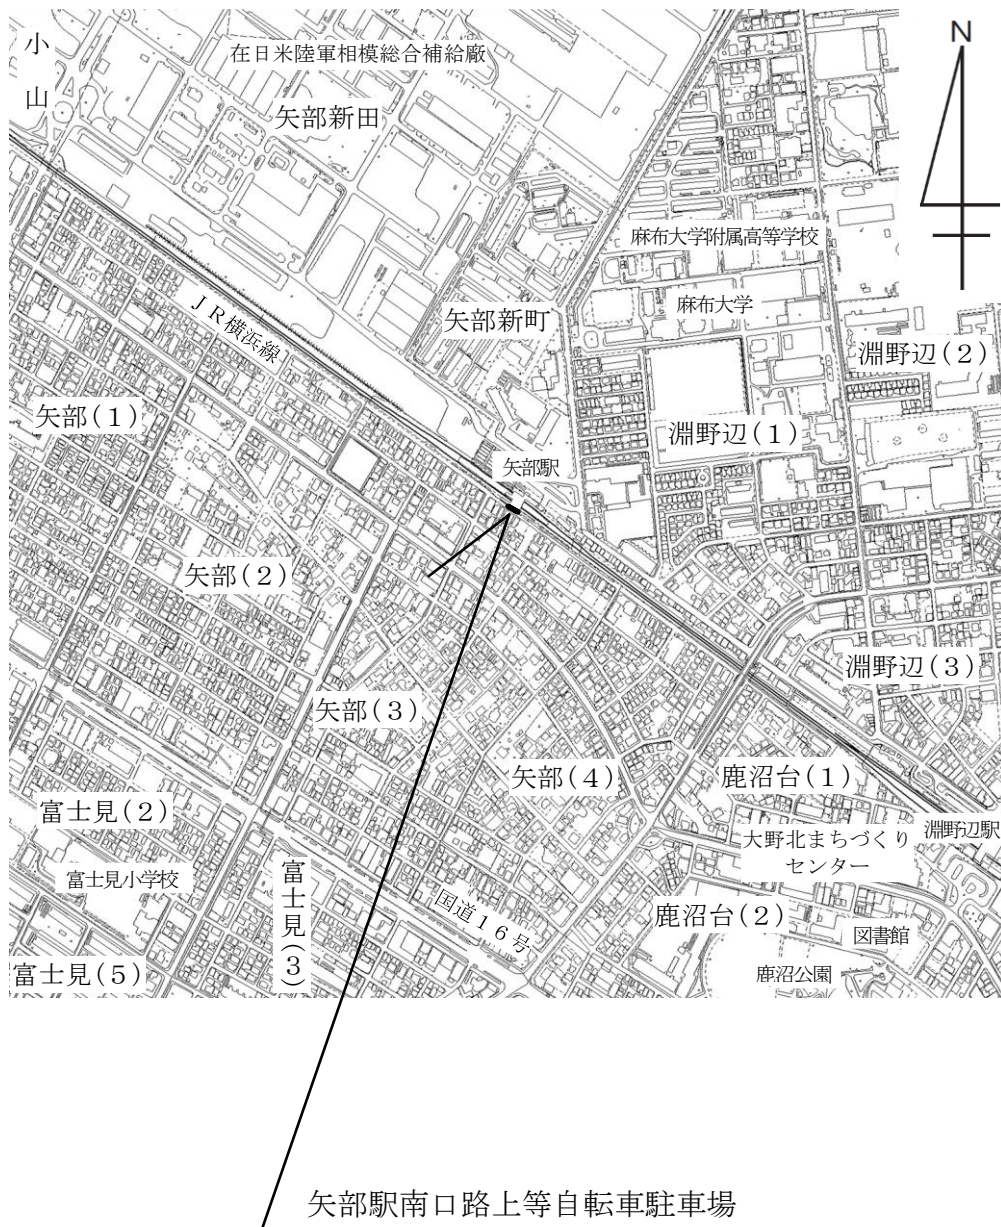 小山
在日米陸軍相模総合補給廠
N
矢部新田
麻布大学附属高等学校
JR横浜線
矢部新町
麻布大学
淵野辺(2)
矢部(1)
淵野辺(1)
矢部駅
矢部(2)
淵野辺(3)
矢部(3)
矢部(4)
鹿沼台(1)
富士見(2)
大野北まちづくり
センター
淵野辺駅
富士見小学校
富士見(3)
国道16号
鹿沼台(2)
図書館
富士見(5)
鹿沼公園
矢部駅南口路上等自転車駐車場